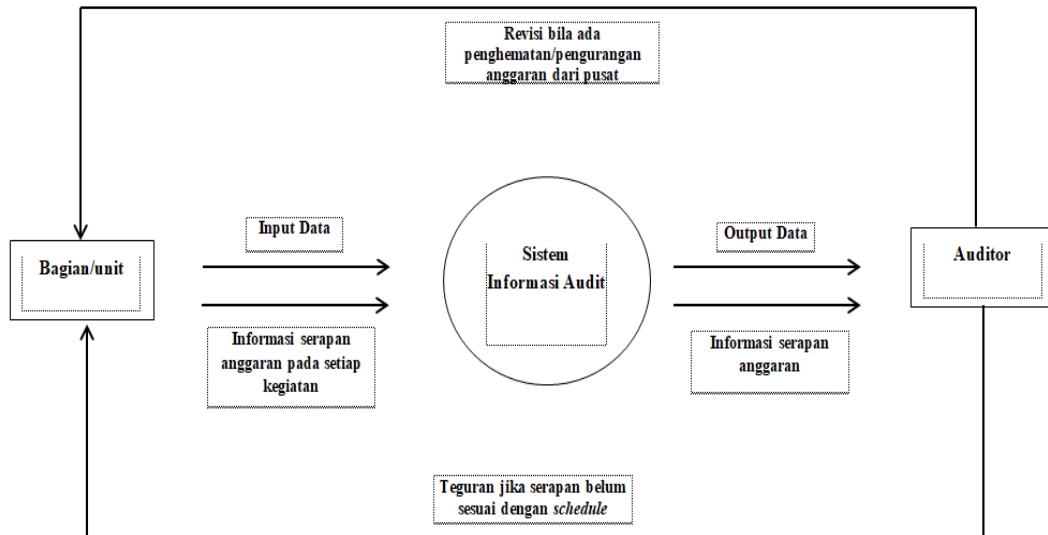 Revisi bila ada
penghematan/pengurangan
anggaran dari pusat
Input Data
Output Data
Bagian/unit
Sistem
Informasi Audit
Auditor
Informasi serapan
anggaran pada setiap
kegiatan
Informasi serapan
anggaran
Teguran jika serapan belum
sesuai dengan schedule